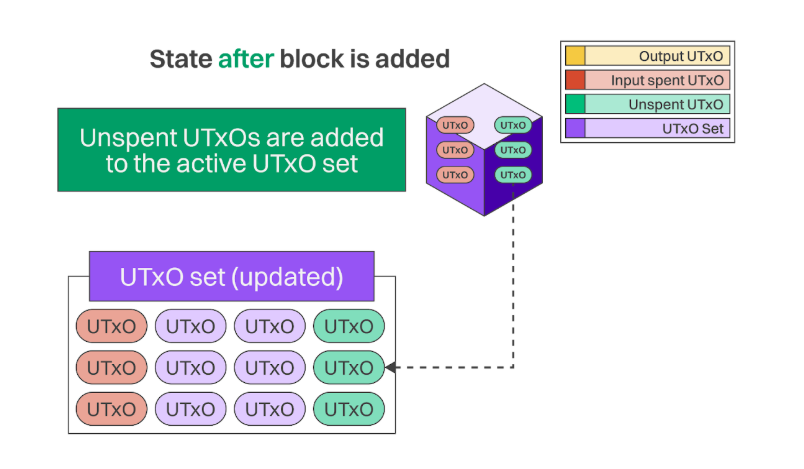 State after block is added
Output UTxO
Input spent UTxO
Unspent UTxO
UTxO Set
Unspent UTxOs are added
to the active UTxO set
UTxO UTxO
UTxO UTxO
UTxO UTxO
UTxO set (updated)
UTxO UTxO UTxO UTxO
UTxO UTxO UTxO UTxO
UTxO UTxO UTxO UTxO